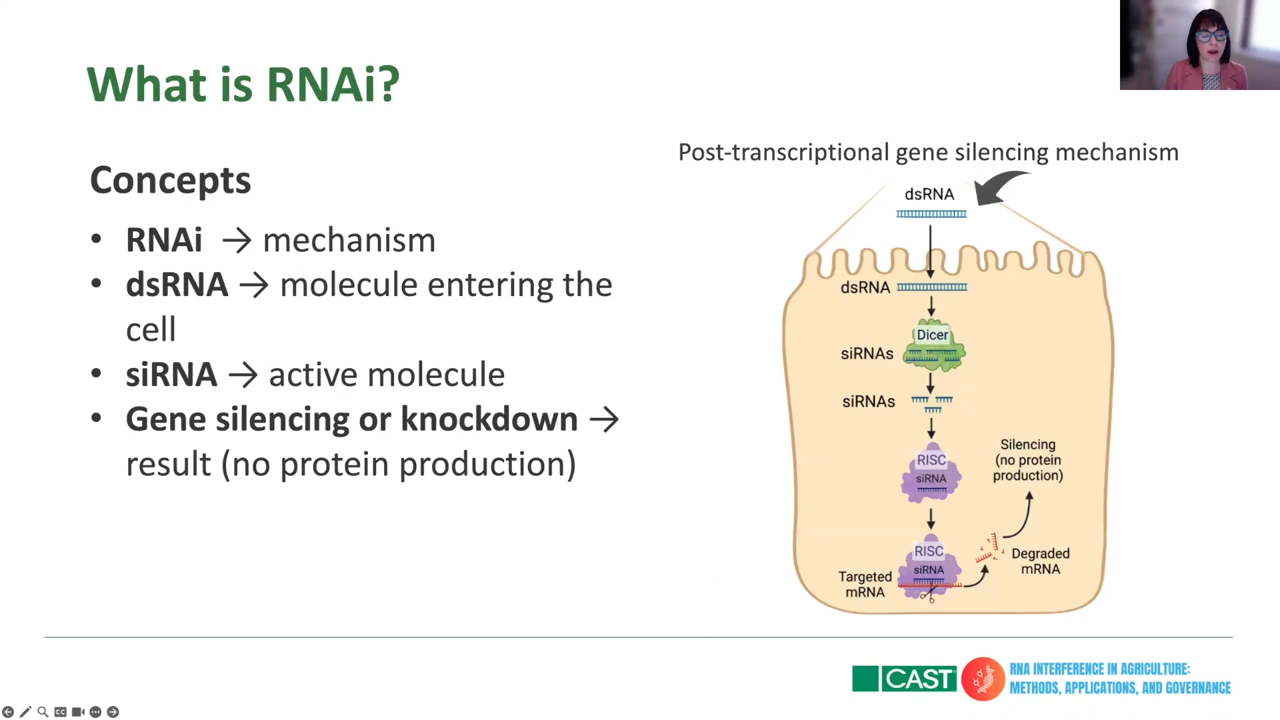 What is RNAi?
Concepts
• RNAi → mechanism
• dsRNA → molecule entering the
cell
• siRNA → active molecule
• Gene silencing or knockdown →
result (no protein production)
Post-transcriptional gene silencing mechanism
dsRNA
dsRNA
Dicer
siRNAs
siRNAs
RISC
siRNA
Silencing
(no protein
production)
RISC
siRNA
Targeted
mRNA
Degraded
mRNA
CAST
RNA INTERFERENCE IN AGRICULTURE:
METHODS, APPLICATIONS, AND GOVERNANCE
CC